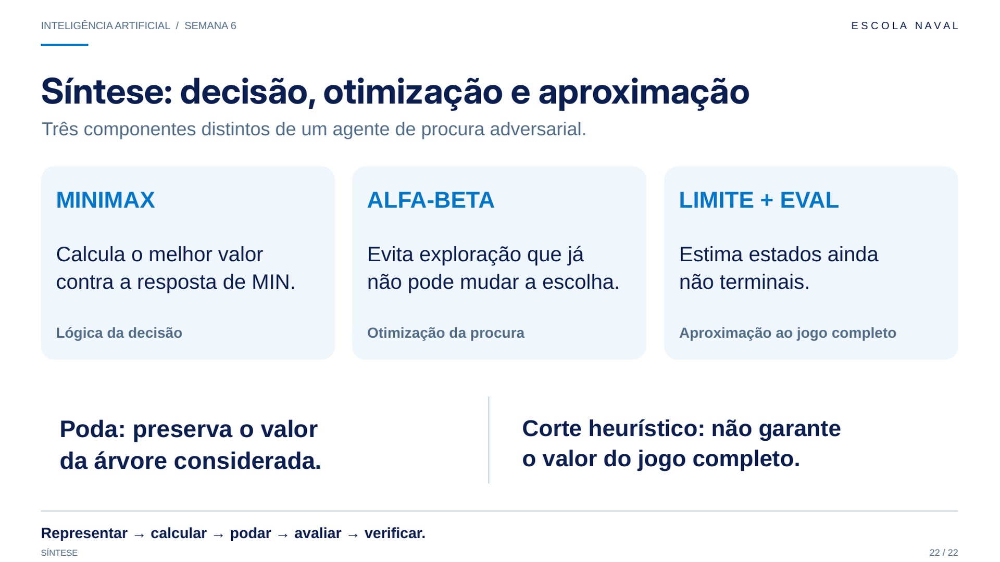 INTELIGÊNCIA ARTIFICIAL / SEMANA 6
ESCOLA NAVAL
Síntese: decisão, otimização e aproximação
Três componentes distintos de um agente de procura adversarial.
MINIMAX
Calcula o melhor valor
contra a resposta de MIN.
Lógica da decisão
ALFA-BETA
Evita exploração que já
não pode mudar a escolha.
Otimização da procura
LIMITE + EVAL
Estima estados ainda
não terminais.
Aproximação ao jogo completo
Poda: preserva o valor
da árvore considerada.
Corte heurístico: não garante
o valor do jogo completo.
Representar → calcular → podar → avaliar → verificar.
SÍNTESE
22 / 22